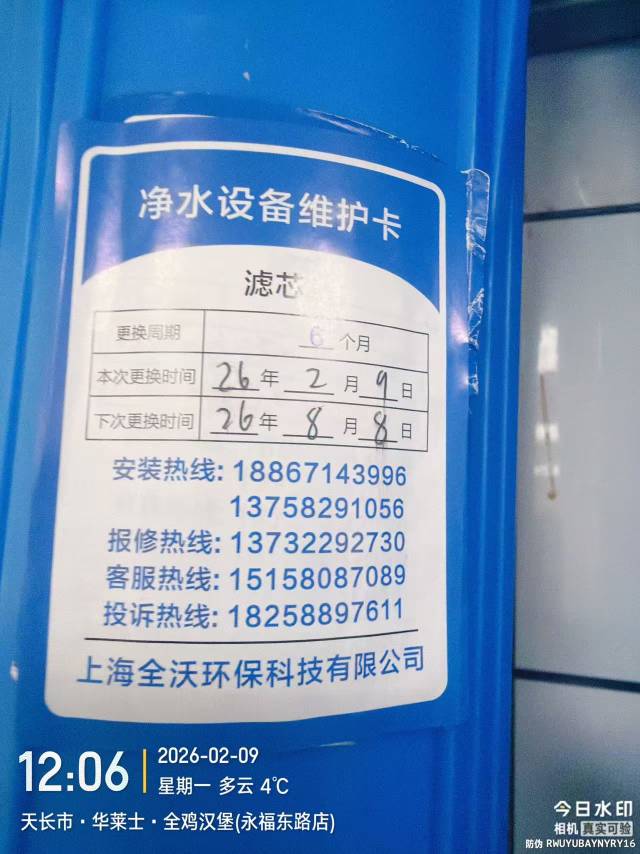 净水设备维护卡
滤芯
更换周期 6 个月
本次更换时间 26 年 2 月 9 日
下次更换时间 26 年 8 月 8 日
安装热线: 18867143996
13758291056
报修热线: 13732292730
客服热线: 15158087089
投诉热线: 18258897611
上海全沃环保科技有限公司
12:06
2026-02-09
星期一 多云 4℃
天长市·华莱士·全鸡汉堡(永福东路店)
今日水印
相机 真实可验
防伪 RWUYUBAYNYRY16